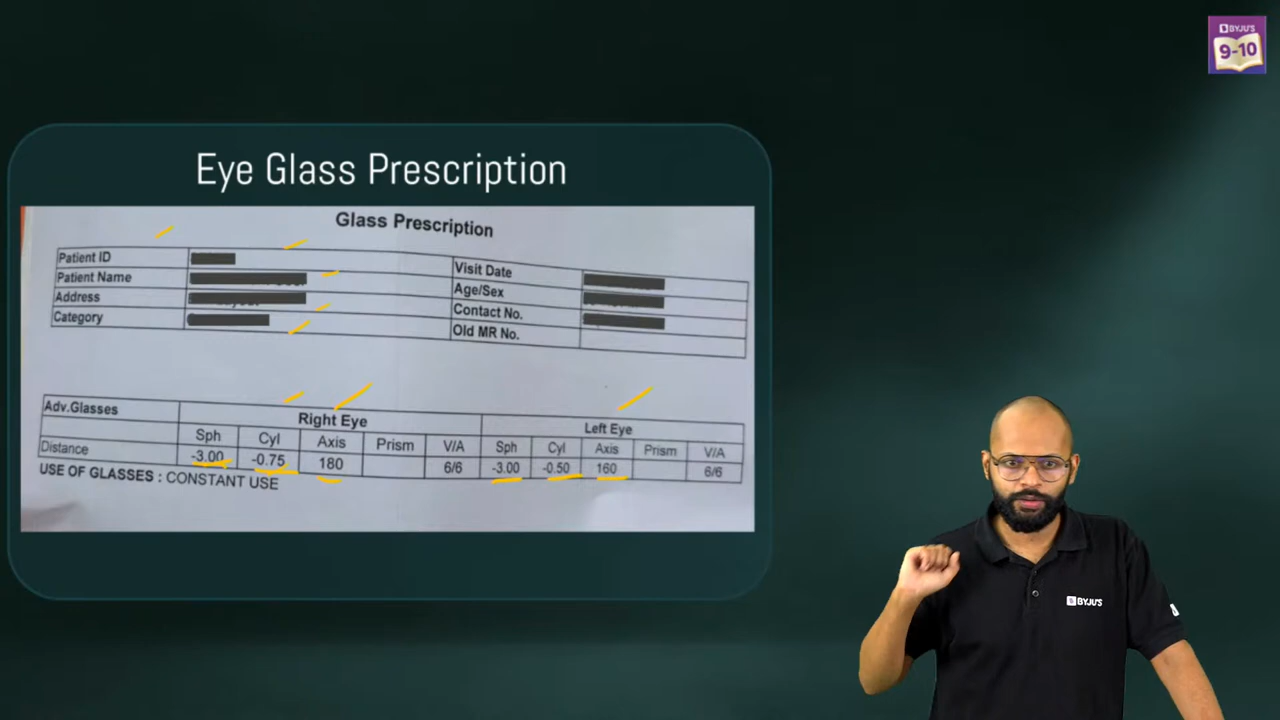 BYJU'S
9-10
Eye Glass Prescription
Glass Prescription
Patient ID
Patient Name
Address
Category
Visit Date
Age/Sex
Contact No.
Old MR No.
Adv.Glasses Right Eye Left Eye
Sph Cyl Axis Prism V/A Sph Cyl Axis Prism V/A
Distance -3.00 -0.75 180 6/6 -3.00 -0.50 160 6/6
USE OF GLASSES : CONSTANT USE
BYJU'S